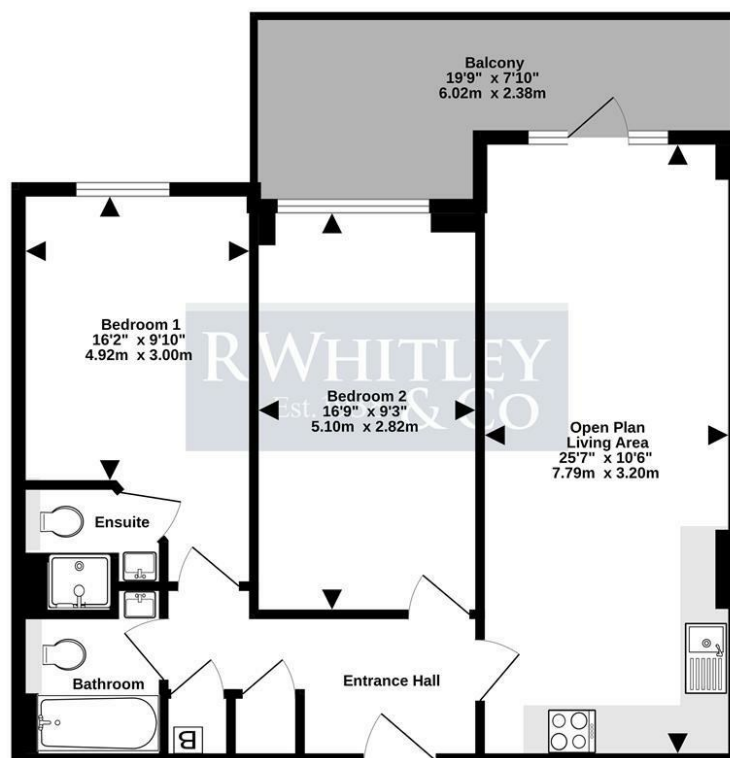 Balcony
19'9" x 7'10"
6.02m x 2.38m
Bedroom 1
16'2" x 9'10"
4.92m x 3.00m
RWHITLEY
Est.
& CO
Bedroom 2
16'9" x 9'3"
5.10m x 2.82m
Open Plan
Living Area
25'7" x 10'6"
7.79m x 3.20m
Ensuite
Bathroom
Entrance Hall
B